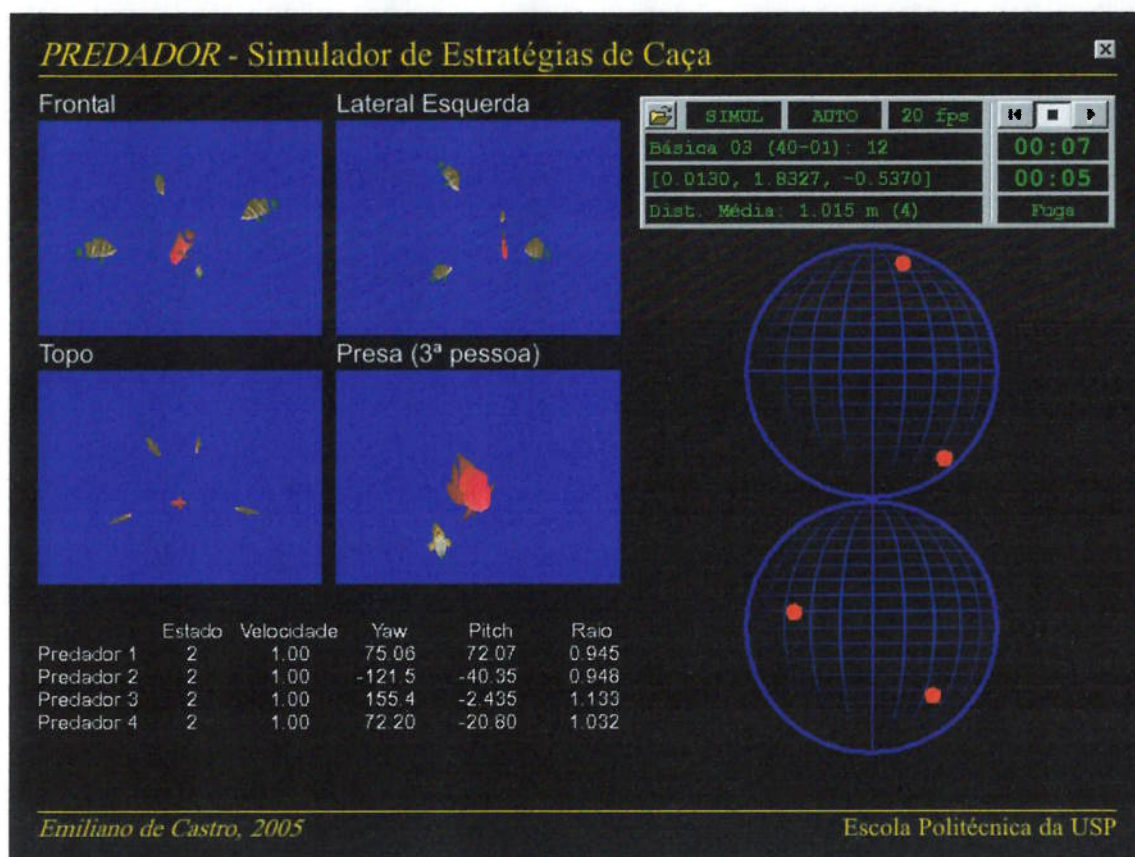 PREDADOR - Simulador de Estratégias de Caça
Frontal
Lateral Esquerda
SIMUL AUTO 20 fps
Básica 03 (40-01): 12 00:07
[0.0130, 1.8327, -0.5370] 00:05
Dist. Média: 1.015 m (4) Fuga
Topo
Presa (3ª pessoa)
Estado Velocidade Yaw Pitch Raio
Predador 1 2 1.00 75.06 72.07 0.945
Predador 2 2 1.00 -121.5 -40.35 0.948
Predador 3 2 1.00 155.4 -2.435 1.133
Predador 4 2 1.00 72.20 -20.80 1.032
Emiliano de Castro, 2005
Escola Politécnica da USP